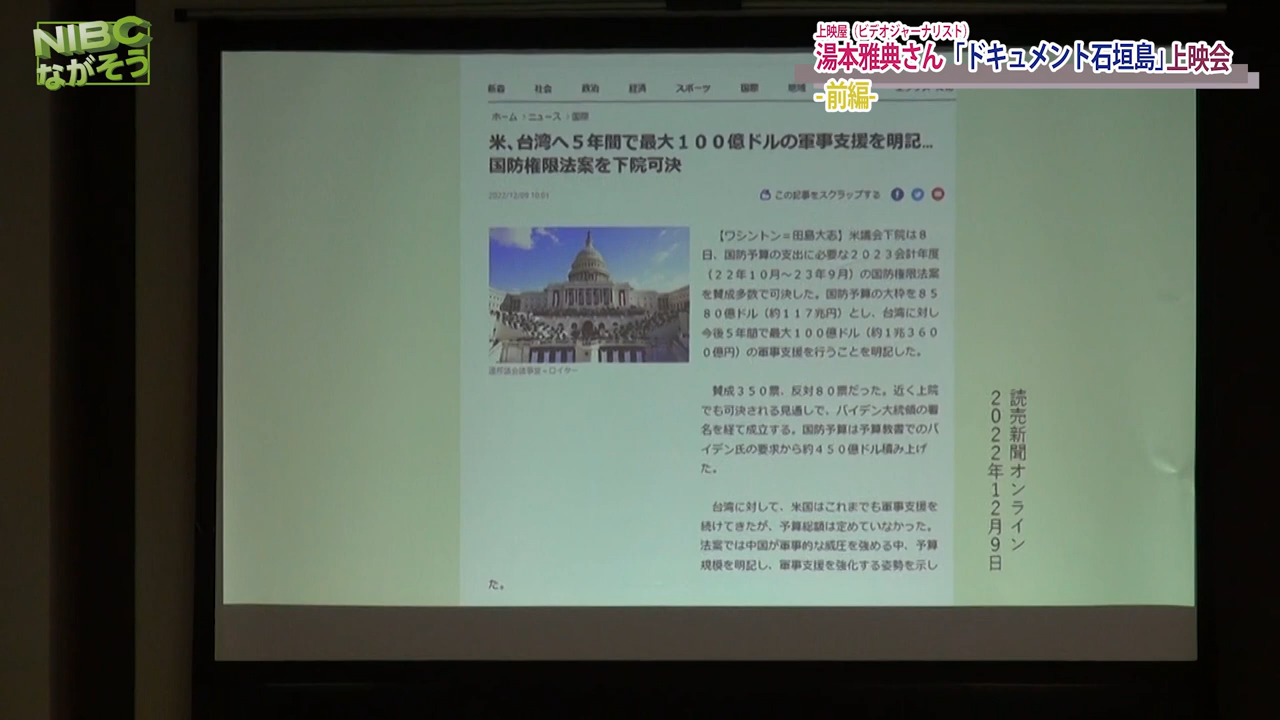 NIBC
ながそう
上映屋（ビデオジャーナリスト）
湯本雅典さん「ドキュメント石垣島」上映会
-前編-
新着 社会 政治 経済 スポーツ 国際 地域
ホーム › ニュース › 国際
米、台湾へ５年間で最大１００億ドルの軍事支援を明記…
国防権限法案を下院可決
2022/12/09 10:03
この記事をスクラップする
【ワシントン＝田島大志】米議会下院は８
日、国防予算の支出に必要な２０２３会計年度
（２２年１０月～２３年９月）の国防権限法案
を賛成多数で可決した。国防予算の大枠を８５
８０億ドル（約１１７兆円）とし、台湾に対し
今後５年間で最大１００億ドル（約１兆３６０
０億円）の軍事支援を行うことを明記した。
連邦議会議事堂＝ロイター
賛成３５０票、反対８０票だった。近く上院
でも可決される見通しで、バイデン大統領の署
名を経て成立する。国防予算は予算教書でのバ
イデン氏の要求から約４５０億ドル積み上げ
た。
台湾に対して、米国はこれまでも軍事支援を
続けてきたが、予算総額は定めていなかった。
法案では中国が軍事的な威圧を強める中、予算
規模を明記し、軍事支援を強化する姿勢を示し
た。
読売新聞オンライン
２０２２年１２月９日